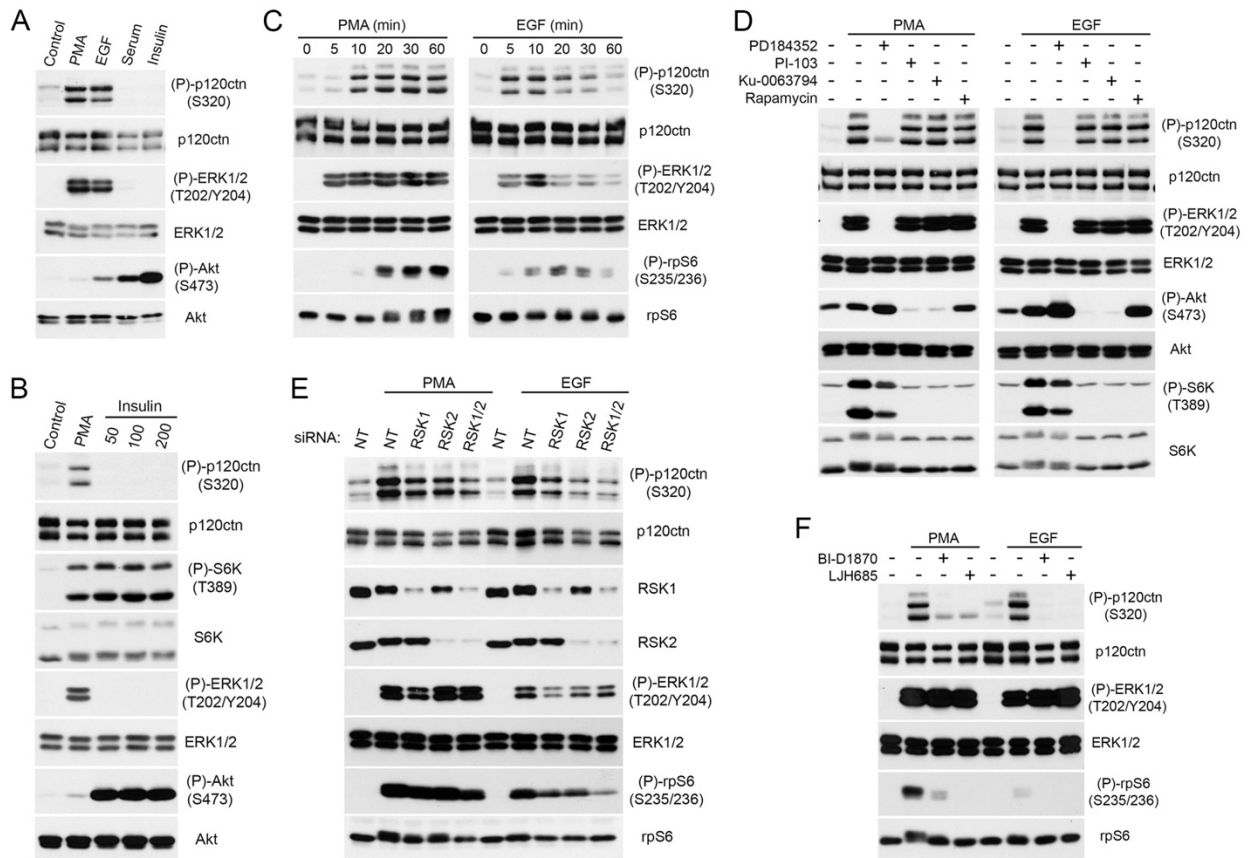 A
Control
PMA
EGF
Serum
Insulin
(P)-p120ctn
(S320)
p120ctn
(P)-ERK1/2
(T202/Y204)
ERK1/2
(P)-Akt
(S473)
Akt
B
Insulin
Control
PMA
50
100
200
(P)-p120ctn
(S320)
p120ctn
(P)-S6K
(T389)
S6K
(P)-ERK1/2
(T202/Y204)
ERK1/2
(P)-Akt
(S473)
Akt
C
PMA (min) EGF (min)
0 5 10 20 30 60 0 5 10 20 30 60
(P)-p120ctn
(S320)
p120ctn
(P)-ERK1/2
(T202/Y204)
ERK1/2
(P)-rpS6
(S235/236)
rpS6
D
PMA EGF
PD184352 - - + - - - - - + - - -
PI-103 - - - + - - - - - + - -
Ku-0063794 - - - - + - - - - - + -
Rapamycin - - - - - + - - - - - +
(P)-p120ctn
(S320)
p120ctn
(P)-ERK1/2
(T202/Y204)
ERK1/2
(P)-Akt
(S473)
Akt
(P)-S6K
(T389)
S6K
E
PMA EGF
siRNA: NT NT RSK1 RSK2 RSK1/2 NT NT RSK1 RSK2 RSK1/2
(P)-p120ctn
(S320)
p120ctn
RSK1
RSK2
(P)-ERK1/2
(T202/Y204)
ERK1/2
(P)-rpS6
(S235/236)
rpS6
F
PMA EGF
BI-D1870 - - + - - - + -
LJH685 - - - + - - - +
(P)-p120ctn
(S320)
p120ctn
(P)-ERK1/2
(T202/Y204)
ERK1/2
(P)-rpS6
(S235/236)
rpS6